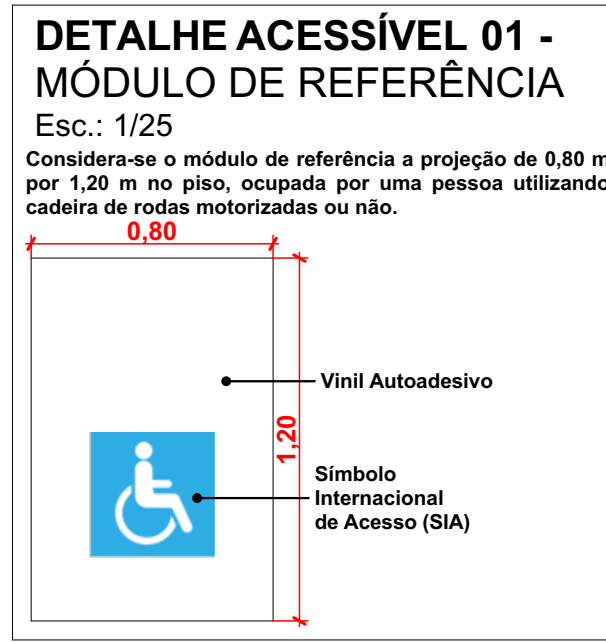 DETALHE ACESSÍVEL 01 -
MÓDULO DE REFERÊNCIA
Esc.: 1/25
Considera-se o módulo de referência a projeção de 0,80 m
por 1,20 m no piso, ocupada por uma pessoa utilizando
cadeira de rodas motorizadas ou não.
0,80
Vinil Autoadesivo
1,20
Símbolo
Internacional
de Acesso (SIA)